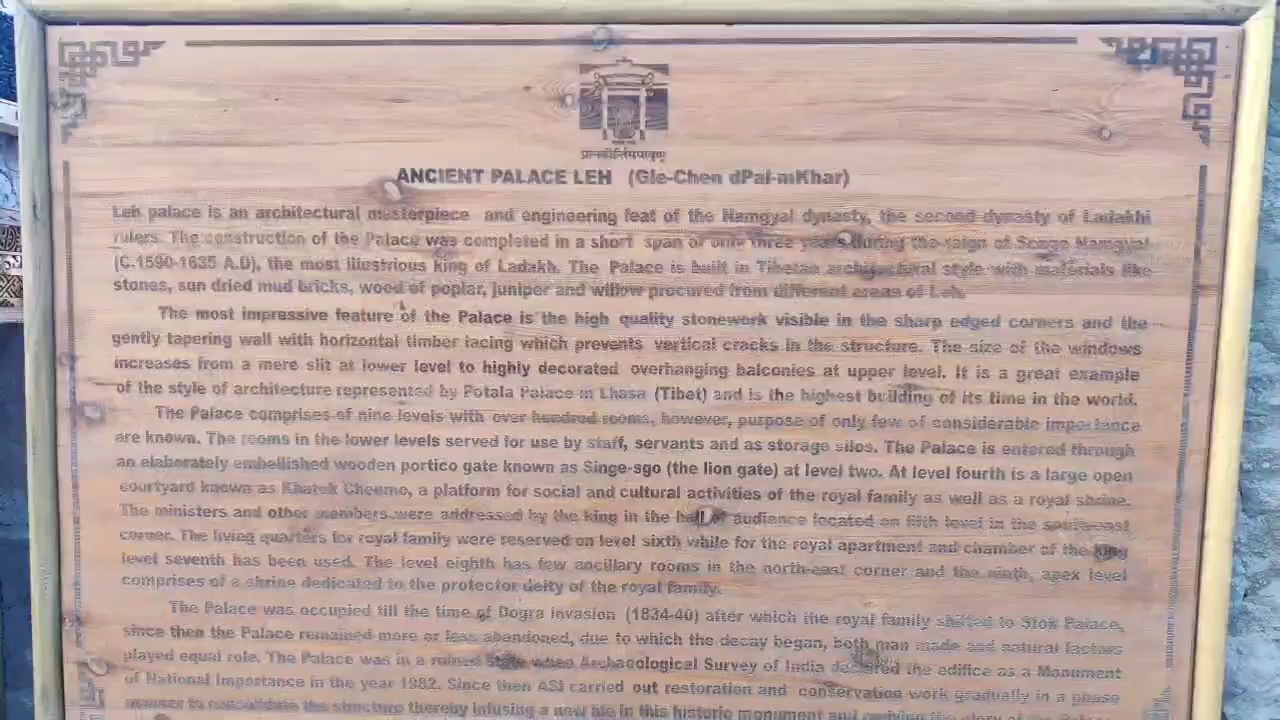 प्रत्नकीर्तिमपावृणु
ANCIENT PALACE LEH (Gle-Chen dPal-mKhar)
Leh palace is an architectural masterpiece and engineering feat of the Namgyal dynasty, the second dynasty of Ladakhi
rulers. The construction of the Palace was completed in a short span of only three years during the reign of Senge Namgyal
(C.1590-1635 A.D), the most illustrious king of Ladakh. The Palace is built in Tibetan architectural style with materials like
stones, sun dried mud bricks, wood of poplar, juniper and willow procured from different areas of Leh.
The most impressive feature of the Palace is the high quality stonework visible in the sharp edged corners and the
gently tapering wall with horizontal timber lacing which prevents vertical cracks in the structure. The size of the windows
increases from a mere slit at lower level to highly decorated overhanging balconies at upper level. It is a great example
of the style of architecture represented by Potala Palace in Lhasa (Tibet) and is the highest building of its time in the world.
The Palace comprises of nine levels with over hundred rooms, however, purpose of only few of considerable importance
are known. The rooms in the lower levels served for use by staff, servants and as storage silos. The Palace is entered through
an elaborately embellished wooden portico gate known as Singe-sgo (the lion gate) at level two. At level fourth is a large open
courtyard known as Khatok Cheemo, a platform for social and cultural activities of the royal family as well as a royal shrine.
The ministers and other members were addressed by the king in the hall of audience located on fifth level in the south-east
corner. The living quarters for royal family were reserved on level sixth while for the royal apartment and chamber of the king
level seventh has been used. The level eighth has few ancillary rooms in the north-east corner and the ninth, apex level
comprises of a shrine dedicated to the protector deity of the royal family.
The Palace was occupied till the time of Dogra invasion (1834-40) after which the royal family shifted to Stok Palace,
since then the Palace remained more or less abandoned, due to which the decay began, both man made and natural factors
played equal role. The Palace was in a ruined State when Archaeological Survey of India declared the edifice as a Monument
of National Importance in the year 1982. Since then ASI carried out restoration and conservation work gradually in a phase
manner to consolidate the structure thereby infusing a new life in this historic monument and reviving the glory of